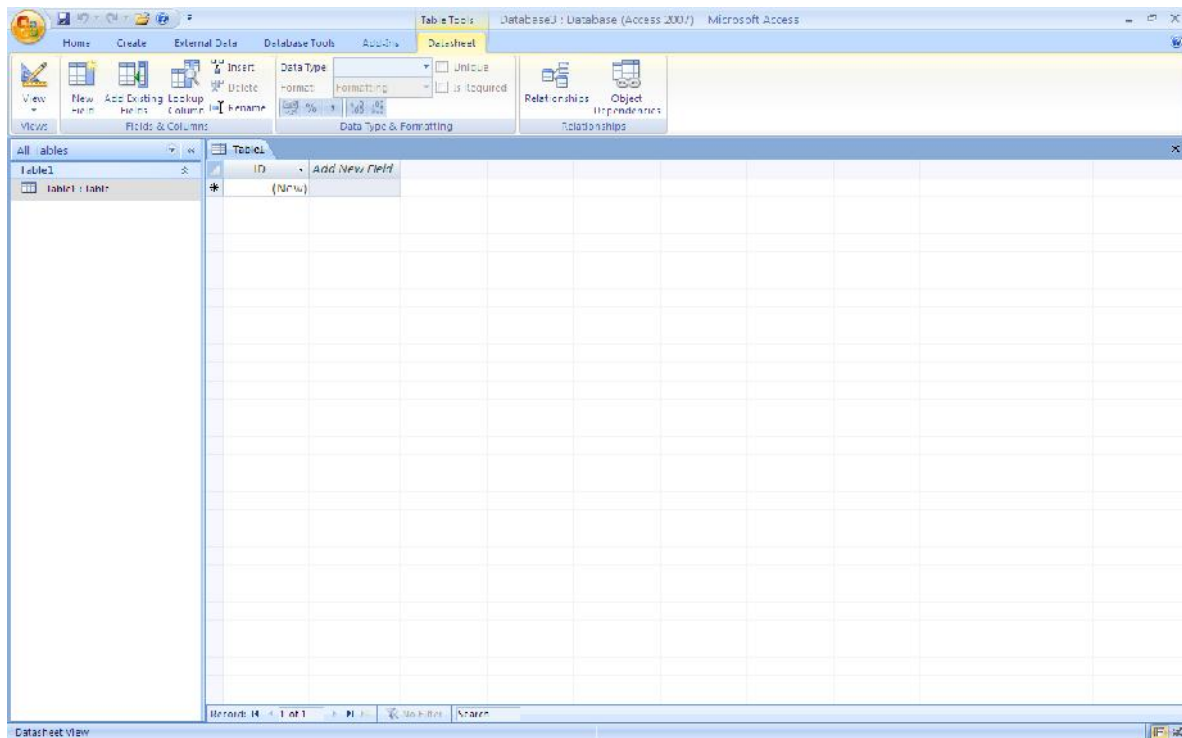 Table Tools Database3 : Database (Access 2007) Microsoft Access
Home Create External Data Database Tools Add-Ins Datasheet
View
New Field
Add Existing Fields
Lookup Column
Insert
Delete
Rename
Data Type:
Format: Formatting
Unique
Is Required
Relationships
Object Dependencies
Views Fields & Columns Data Type & Formatting Relationships
All Tables
Table1
Table1
Table1 : Table
ID Add New Field
(New)
Record: 1 of 1 No Filter Search
Datasheet View